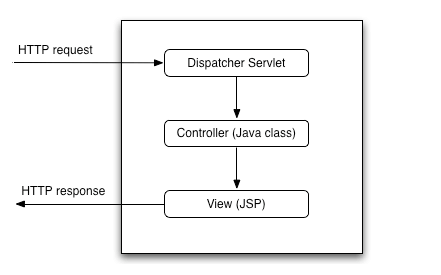 HTTP request
Dispatcher Servlet
Controller (Java class)
HTTP response
View (JSP)